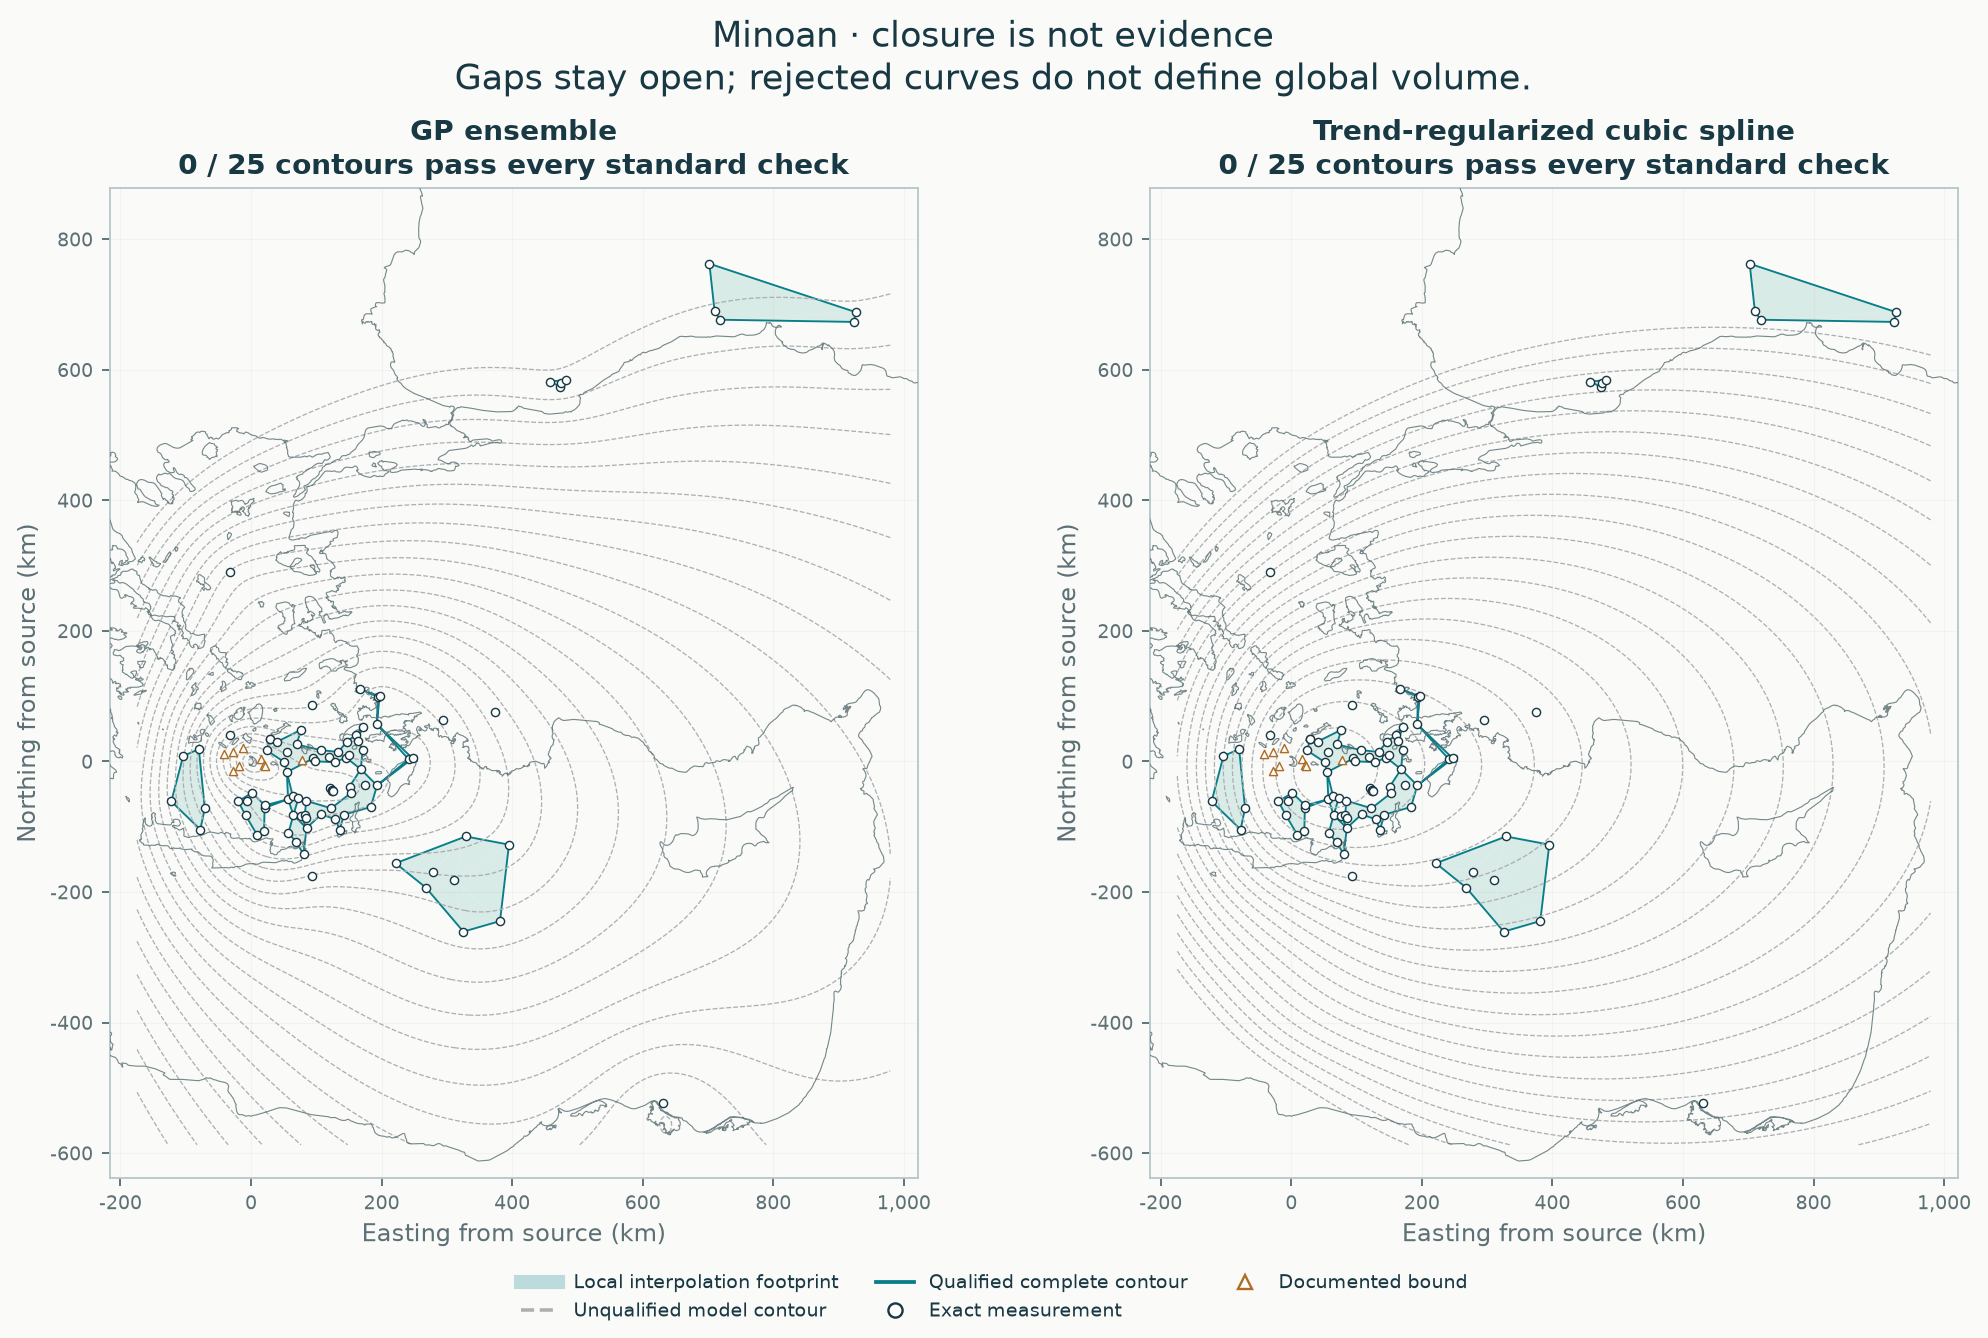 Minoan · closure is not evidence
Gaps stay open; rejected curves do not define global volume.
GP ensemble
0 / 25 contours pass every standard check
Trend-regularized cubic spline
0 / 25 contours pass every standard check
Northing from source (km)
800
600
400
200
0
-200
-400
-600
-200
0
200
400
600
800
1,000
Easting from source (km)
Northing from source (km)
800
600
400
200
0
-200
-400
-600
-200
0
200
400
600
800
1,000
Easting from source (km)
Local interpolation footprint
Unqualified model contour
Qualified complete contour
Exact measurement
Documented bound